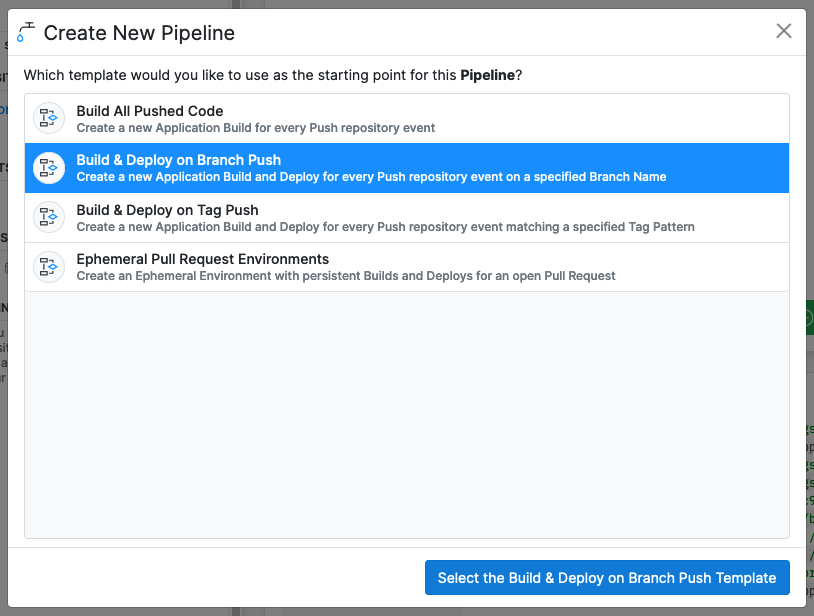 Create New Pipeline
Which template would you like to use as the starting point for this Pipeline?
Build All Pushed Code
Create a new Application Build for every Push repository event
Build & Deploy on Branch Push
Create a new Application Build and Deploy for every Push repository event on a specified Branch Name
Build & Deploy on Tag Push
Create a new Application Build and Deploy for every Push repository event matching a specified Tag Pattern
Ephemeral Pull Request Environments
Create an Ephemeral Environment with persistent Builds and Deploys for an open Pull Request
Select the Build & Deploy on Branch Push Template